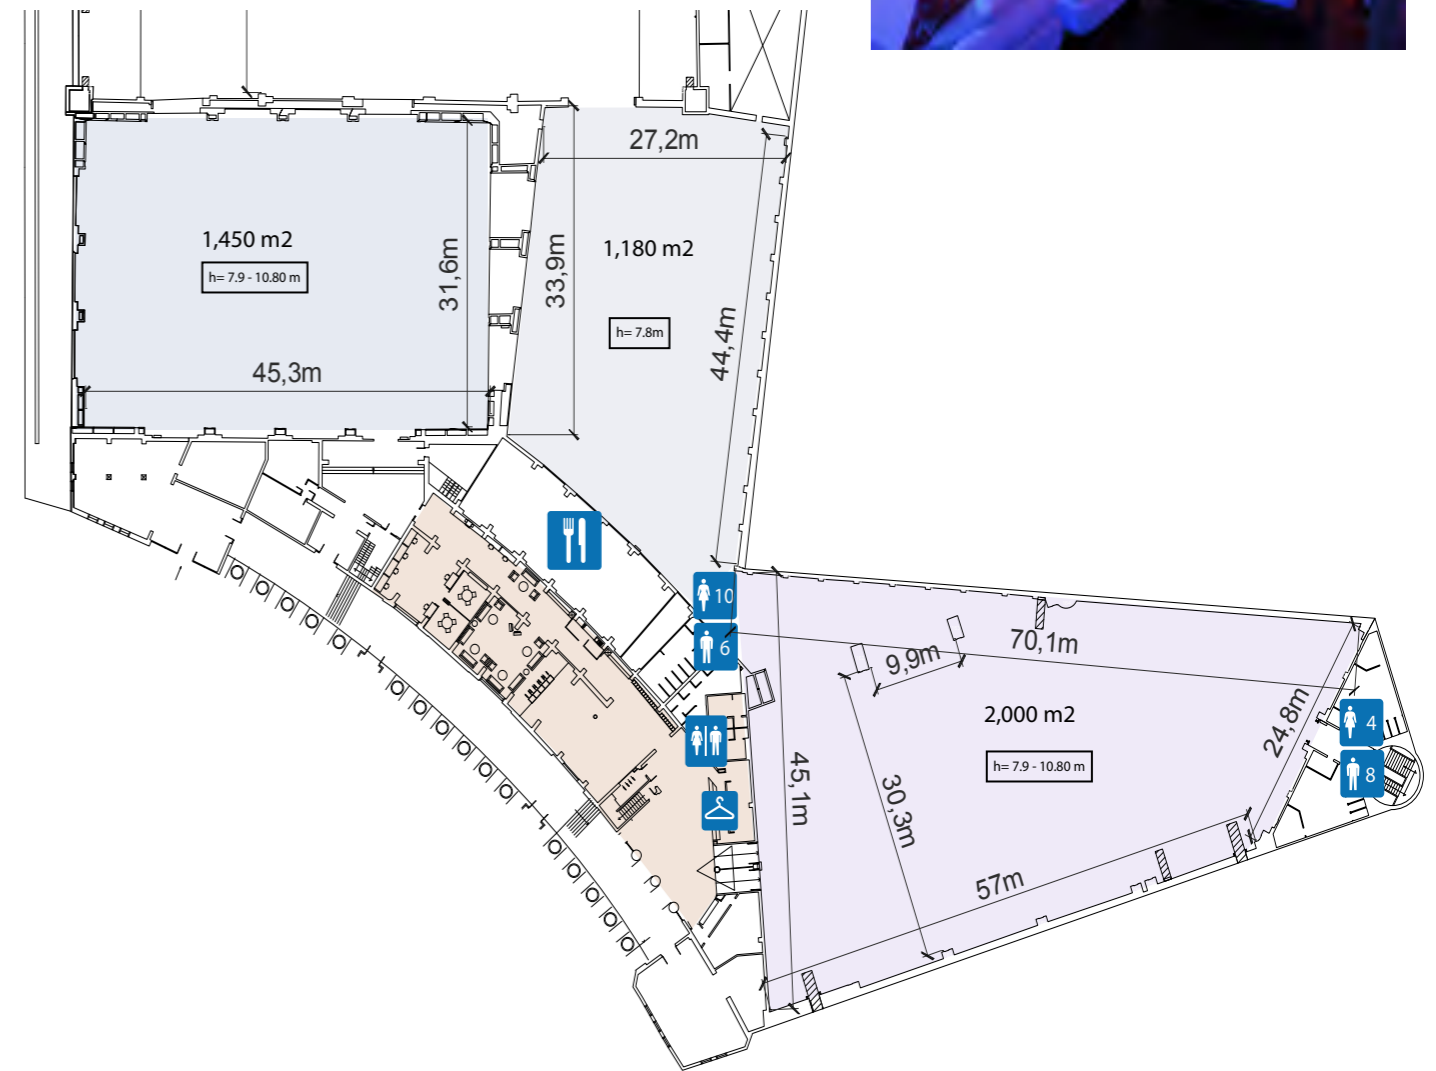 27,2m
1,450 m2
h= 7.9 - 10.80 m
31,6m
33,9m
1,180 m2
h= 7.8m
44,4m
45,3m
10
6
9,9m
70,1m
2,000 m2
h= 7.9 - 10.80 m
24,8m
4
8
45,1m
30,3m
57m